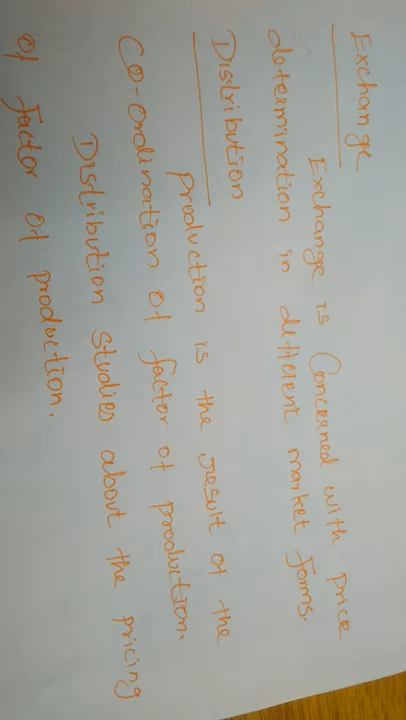 Exchange
Exchange is Concerned with price
determination in different market forms.
Distribution
production is the result of the
Co-ordination of factor of production.
Distribution studies about the pricing
of factor of production.